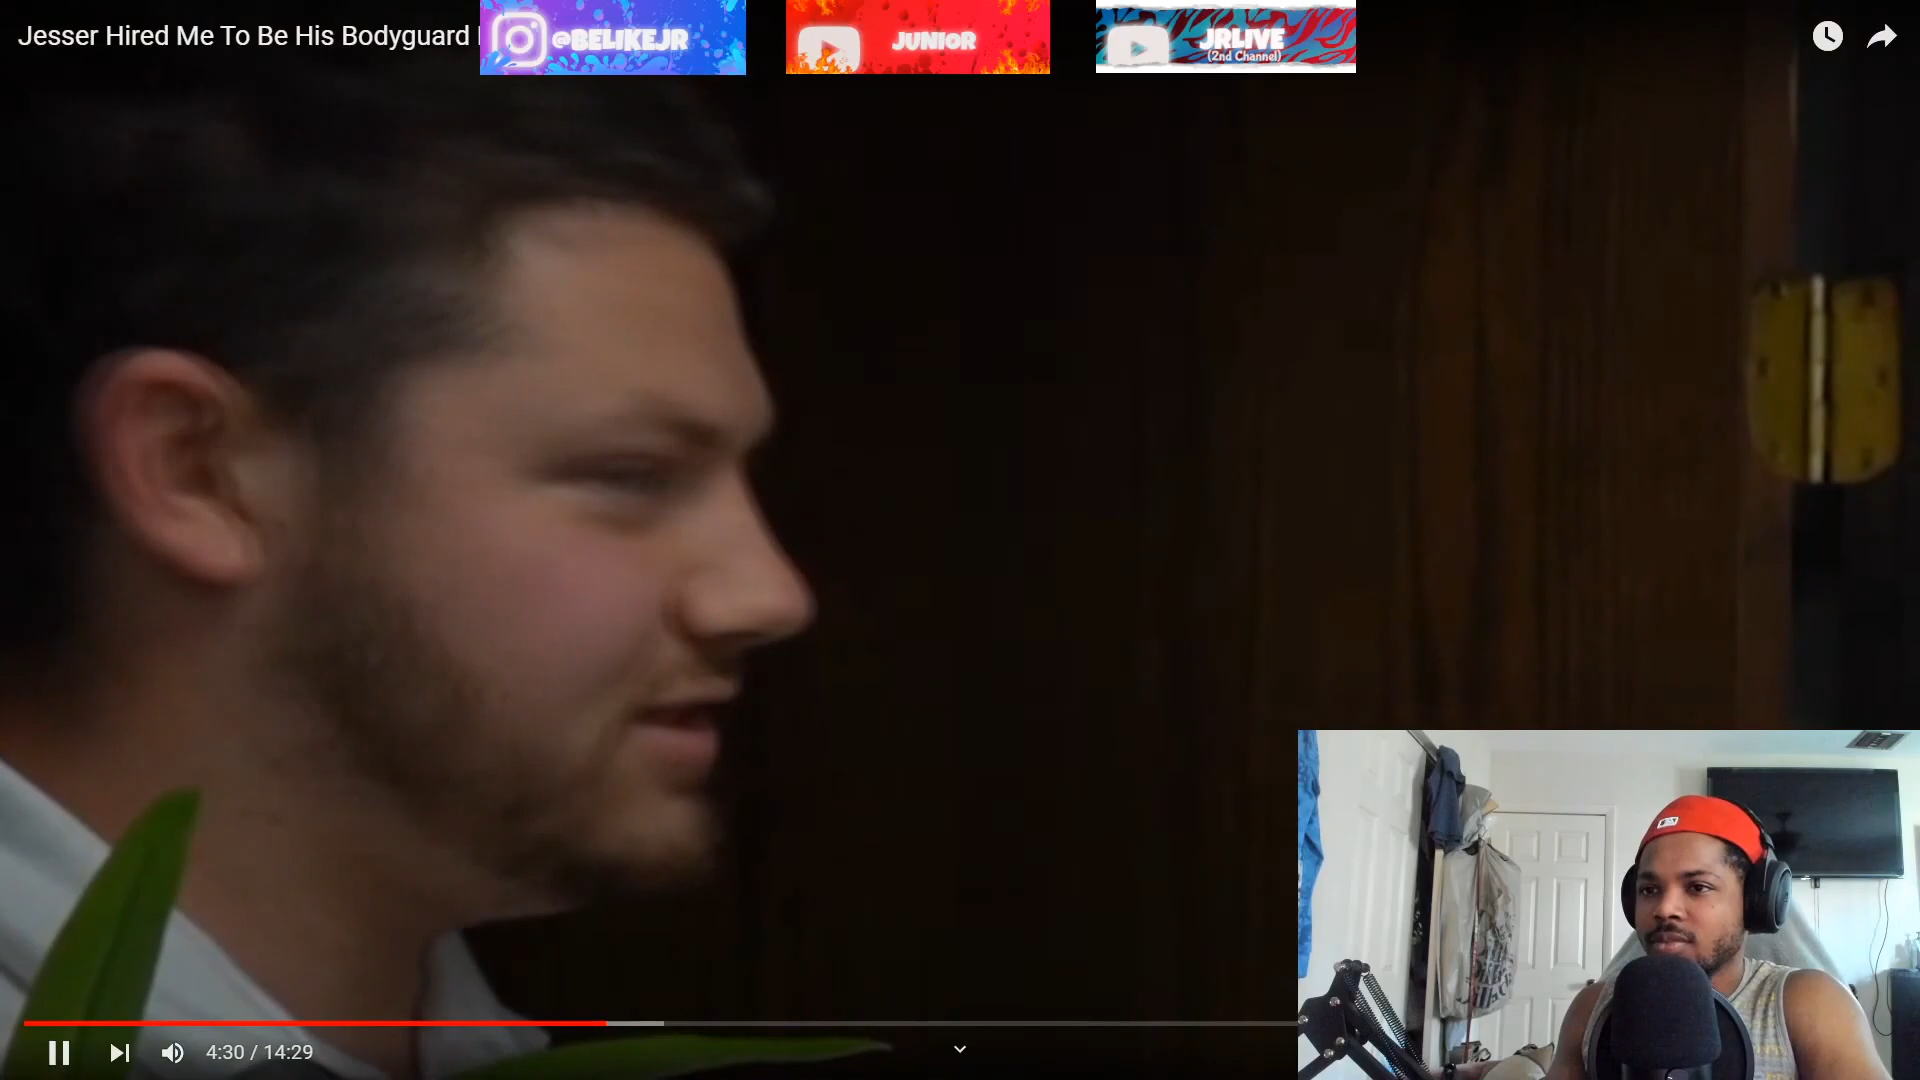 Jesser Hired Me To Be His Bodyguard
@BELIKEJR
JUNIOR
JRLIVE
(2nd Channel)
4:30 / 14:29